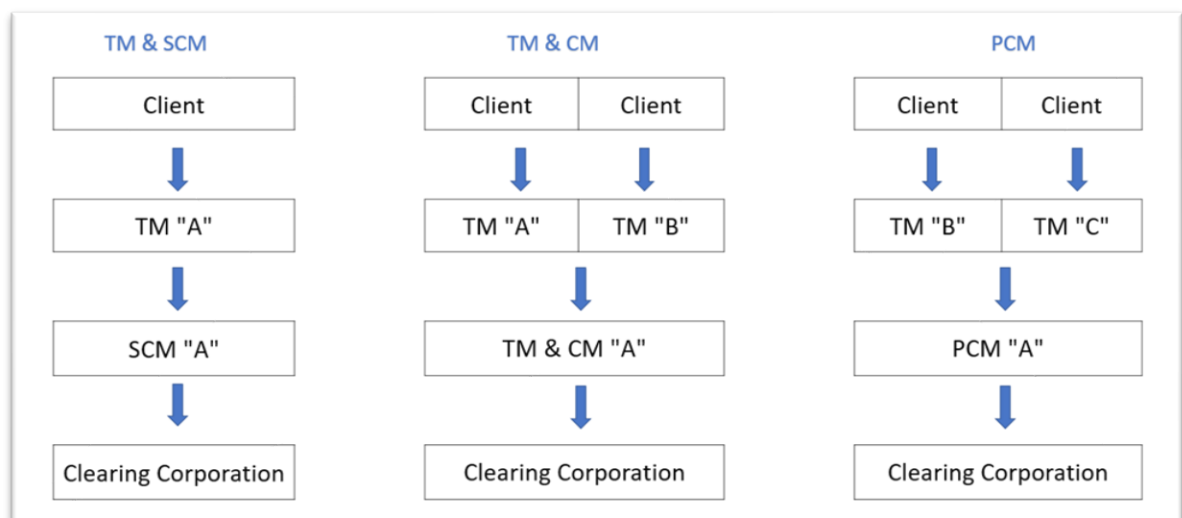 TM & SCM
TM & CM
PCM
Client
Client
Client
Client
Client
TM "A"
TM "A"
TM "B"
TM "B"
TM "C"
SCM "A"
TM & CM "A"
PCM "A"
Clearing Corporation
Clearing Corporation
Clearing Corporation